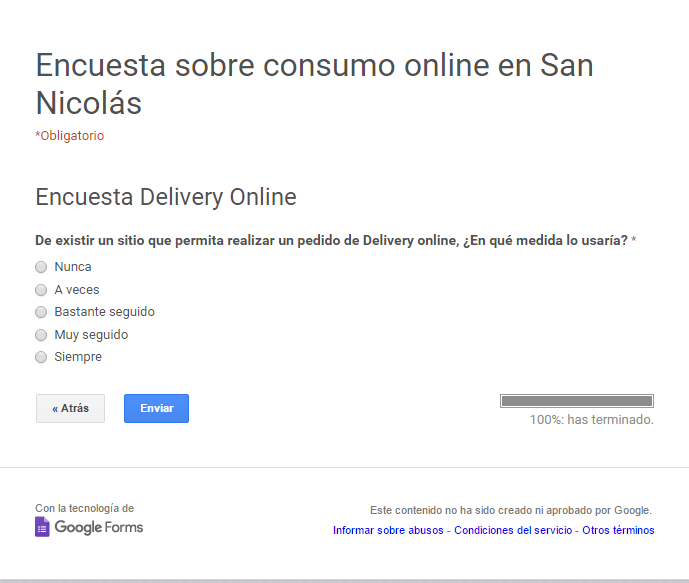 Encuesta sobre consumo online en San
Nicolás
*Obligatorio
Encuesta Delivery Online
De existir un sitio que permita realizar un pedido de Delivery online, ¿En qué medida lo usaría? *
Nunca
A veces
Bastante seguido
Muy seguido
Siempre
« Atrás
Enviar
100%: has terminado.
Con la tecnología de
Google Forms
Este contenido no ha sido creado ni aprobado por Google.
Informar sobre abusos - Condiciones del servicio - Otros términos